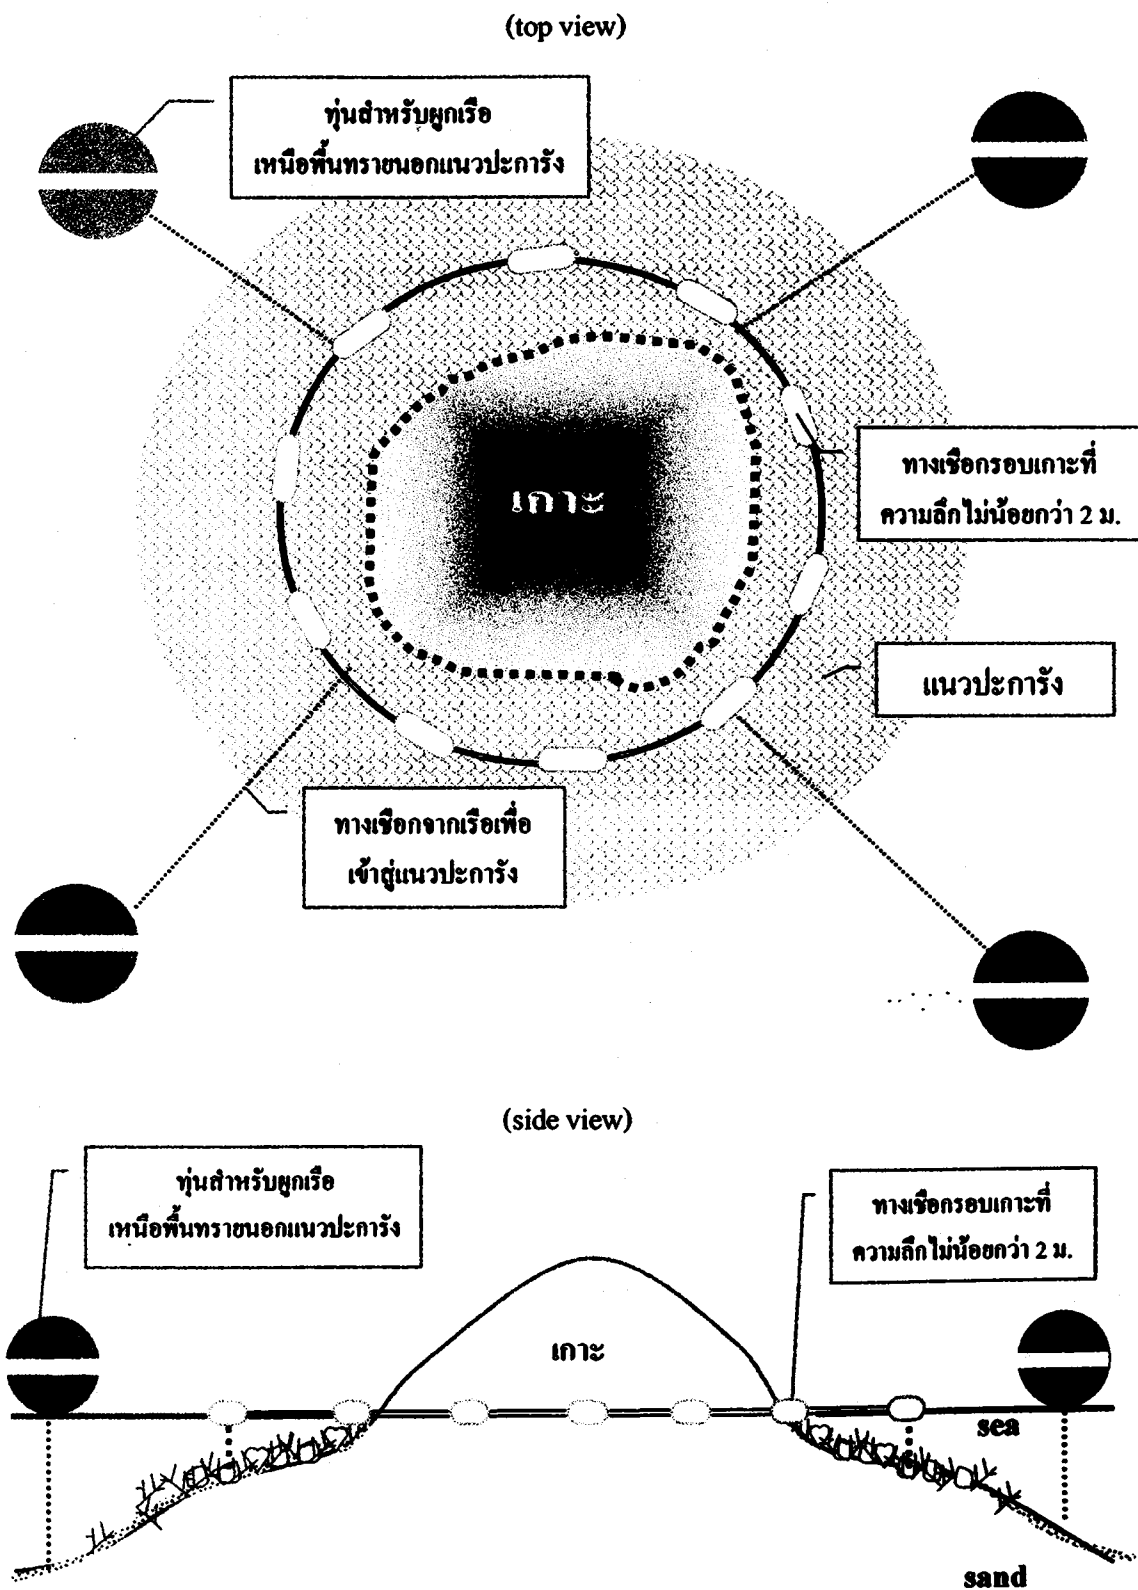 (top view)
ทุ่นสำหรับผูกเรือ
เหนือพื้นทรายนอกแนวปะการัง
เกาะ
ทางเชือกรอบเกาะที่
ความลึกไม่น้อยกว่า 2 ม.
แนวปะการัง
ทางเชือกจากเรือเพื่อ
เข้าสู่แนวปะการัง
(side view)
ทุ่นสำหรับผูกเรือ
เหนือพื้นทรายนอกแนวปะการัง
ทางเชือกรอบเกาะที่
ความลึกไม่น้อยกว่า 2 ม.
เกาะ
sea
sand